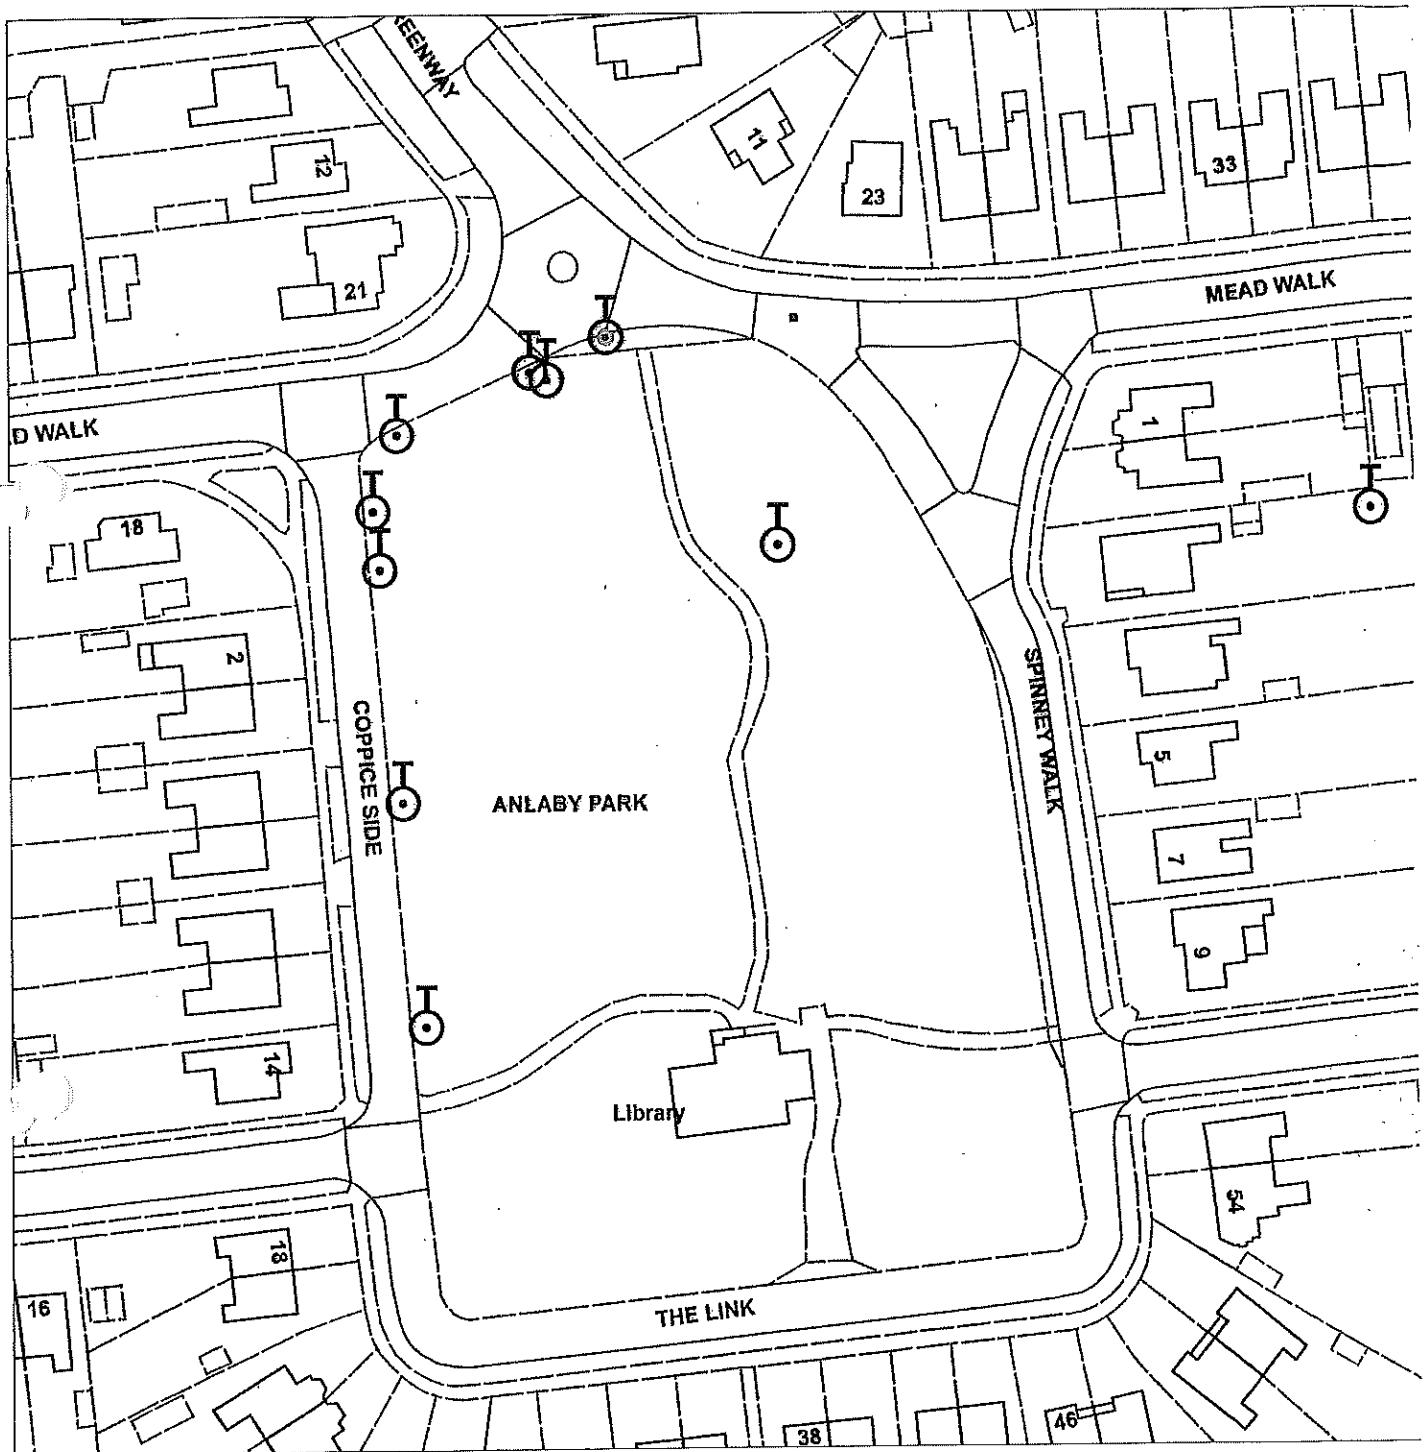 REENWAY
11
12
23
33
21
MEAD WALK
T
T
T
T
D WALK
1
T
T
T
T
18
2
SPINNEY WALK
COPPICE SIDE
5
T
ANLABY PARK
7
9
T
14
Library
54
18
16
THE LINK
46
38